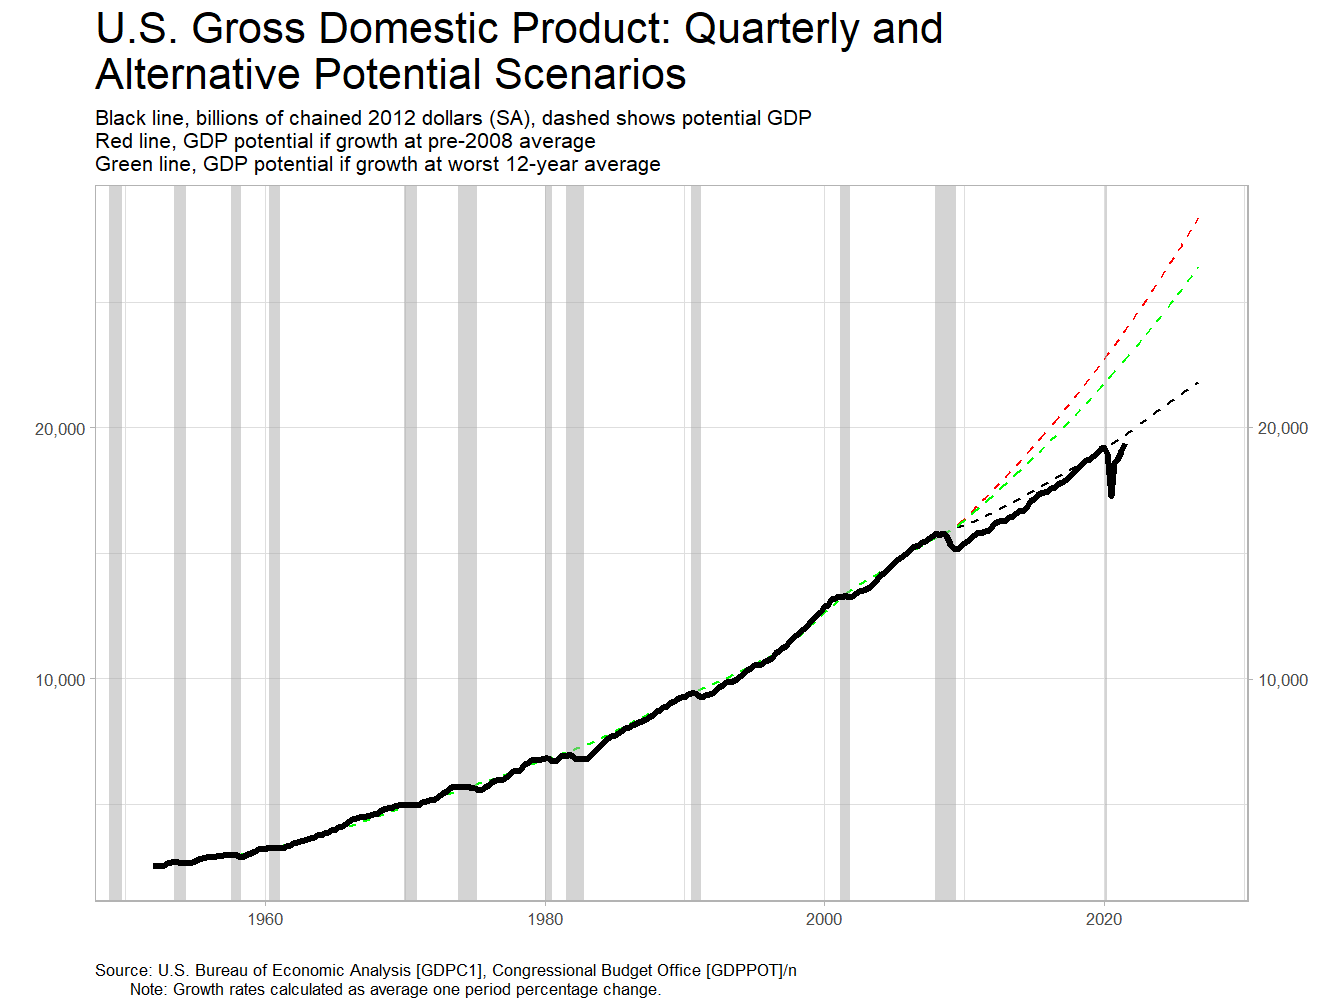 U.S. Gross Domestic Product: Quarterly and
Alternative Potential Scenarios
Black line, billions of chained 2012 dollars (SA), dashed shows potential GDP
Red line, GDP potential if growth at pre-2008 average
Green line, GDP potential if growth at worst 12-year average
20,000 20,000
10,000 10,000
1960 1980 2000 2020
Source: U.S. Bureau of Economic Analysis [GDPC1], Congressional Budget Office [GDPPOT]/n
Note: Growth rates calculated as average one period percentage change.